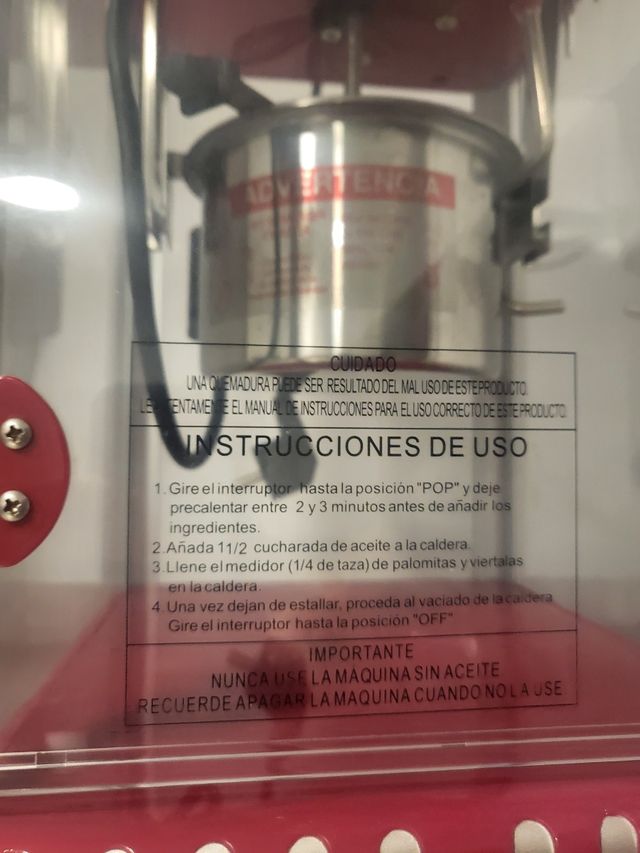 ADVERTENCIA
CUIDADO
UNA QUEMADURA PUEDE SER RESULTADO DEL MAL USO DE ESTE PRODUCTO.
EL MANUAL DE INSTRUCCIONES PARA EL USO CORRECTO DE ESTE PRODUCTO.
INSTRUCCIONES DE USO
1. Gire el interruptor hasta la posición "POP" y deje
precalentar entre 2 y 3 minutos antes de añadir los
ingredientes.
2. Añada 1 1/2 cucharada de aceite a la caldera.
3. Llene el medidor (1/4 de taza) de palomitas y viertalas
en la caldera.
4. Una vez dejan de estallar, proceda al vaciado de la caldera
Gire el interruptor hasta la posición "OFF"
IMPORTANTE
NUNCA USE LA MAQUINA SIN ACEITE
RECUERDE APAGAR LA MAQUINA CUANDO NO LA USE